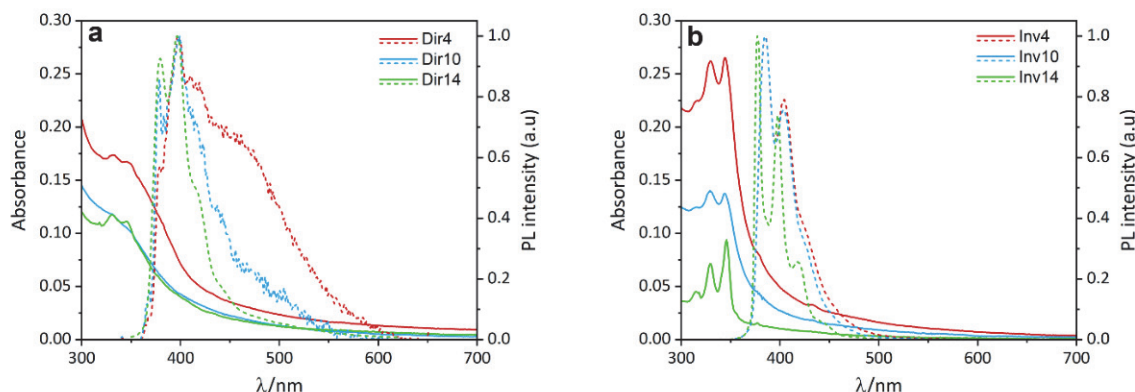 a
Dir4
Dir10
Dir14
0.30
0.25
0.20
0.15
0.10
0.05
0.00
Absorbance
1.0
0.8
0.6
0.4
0.2
0.0
PL intensity (a.u)
300 400 500 600 700
λ/nm
b
Inv4
Inv10
Inv14
0.30
0.25
0.20
0.15
0.10
0.05
0.00
Absorbance
1.0
0.8
0.6
0.4
0.2
0.0
PL intensity (a.u)
300 400 500 600 700
λ/nm